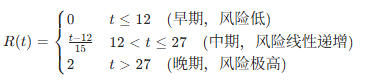 R(t) = { 0 t ≤ 12 (早期，风险低)
(t−12)/15 12 < t ≤ 27 (中期，风险线性递增)
2 t > 27 (晚期，风险极高)